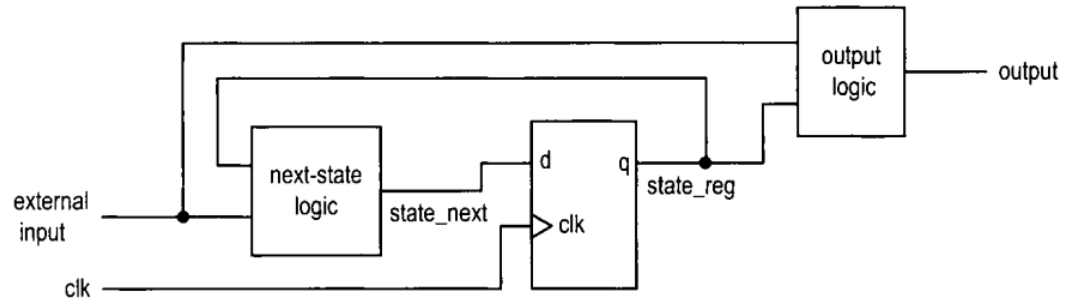 output
logic
output
next-state
logic
d
q
state_reg
external
input
state_next
clk
clk